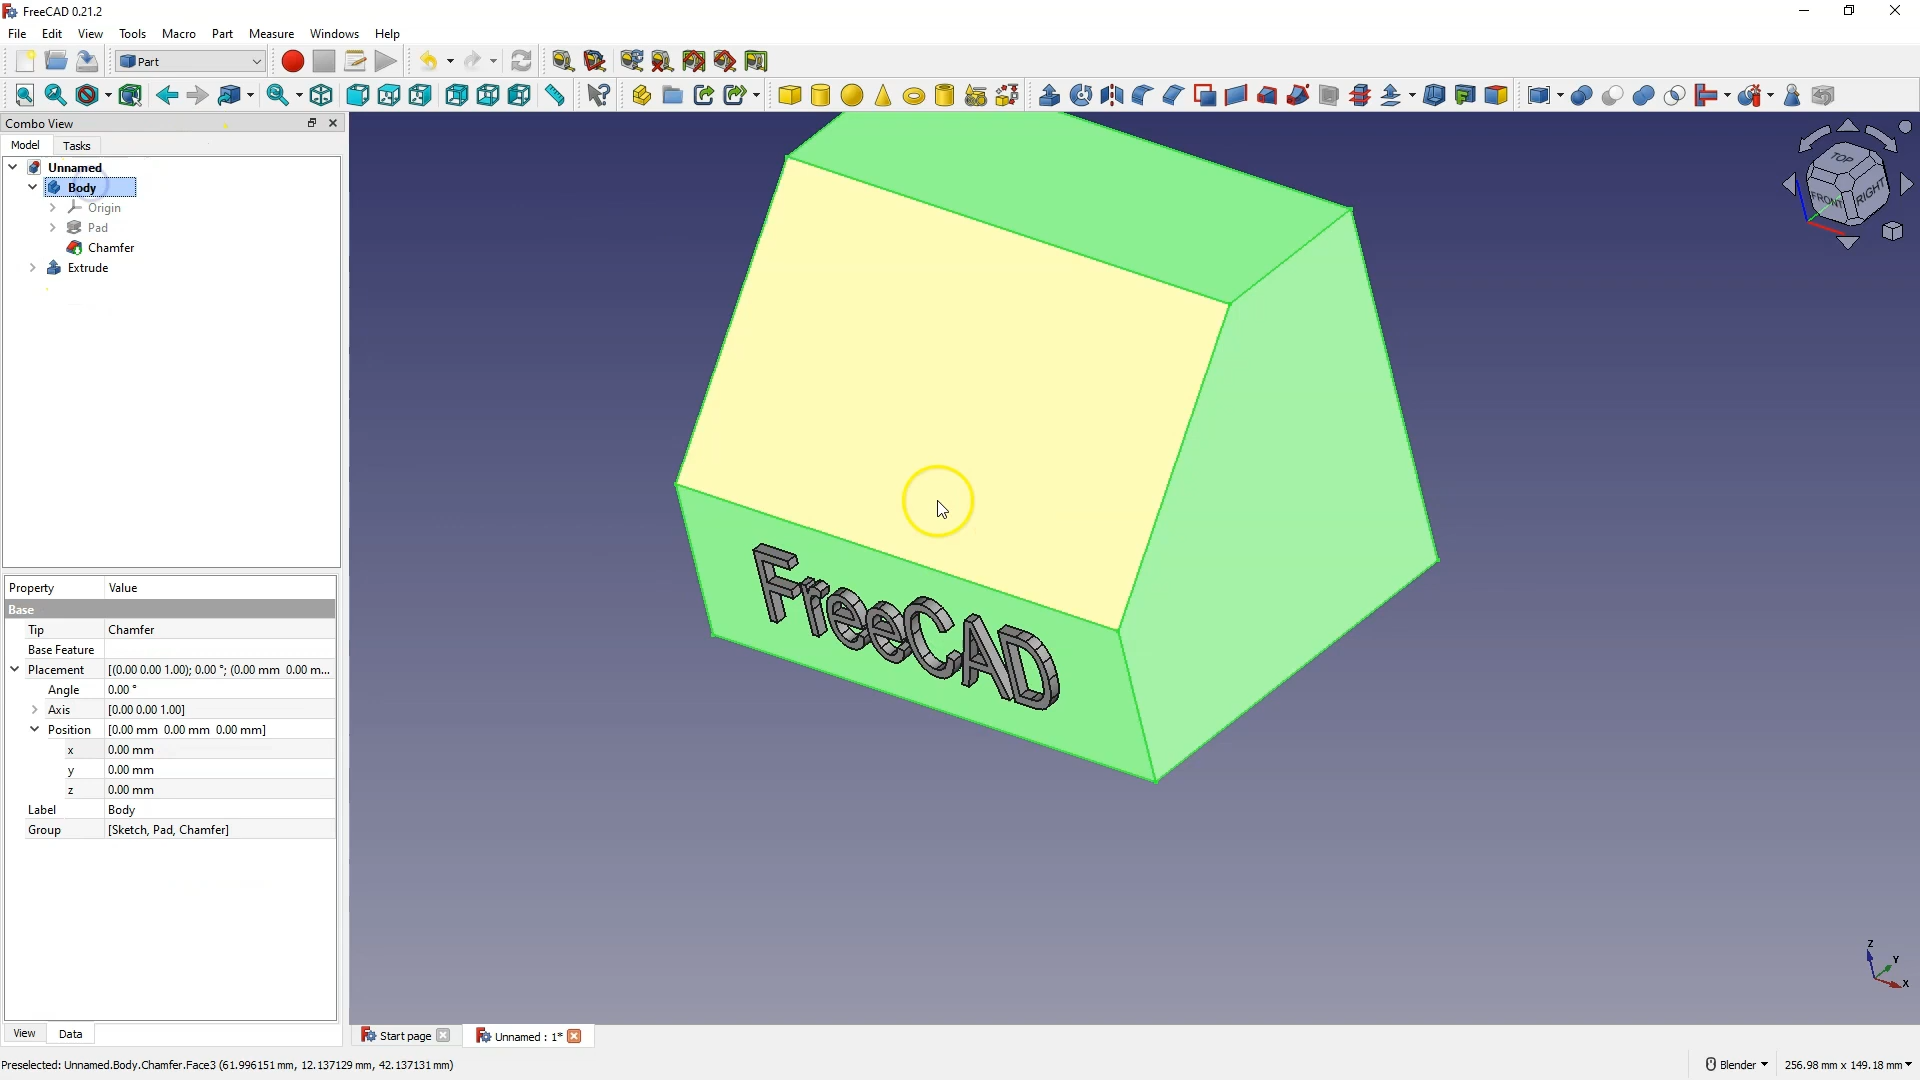 FreeCAD 0.21.2
File Edit View Tools Macro Part Measure Windows Help
Part
Combo View
Model Tasks
Unnamed
Body
Origin
Pad
Chamfer
Extrude
TOP
FRONT RIGHT
FreeCAD
Property Value
Base
Tip Chamfer
Base Feature
Placement [(0.00 0.00 1.00); 0.00 °; (0.00 mm 0.00 m...
Angle 0.00 °
Axis [0.00 0.00 1.00]
Position [0.00 mm 0.00 mm 0.00 mm]
x 0.00 mm
y 0.00 mm
z 0.00 mm
Label Body
Group [Sketch, Pad, Chamfer]
Z
Y
X
View Data
Start page Unnamed : 1*
Preselected: Unnamed.Body.Chamfer.Face3 (61.996151 mm, 12.137129 mm, 42.137131 mm)
Blender 256.98 mm x 149.18 mm